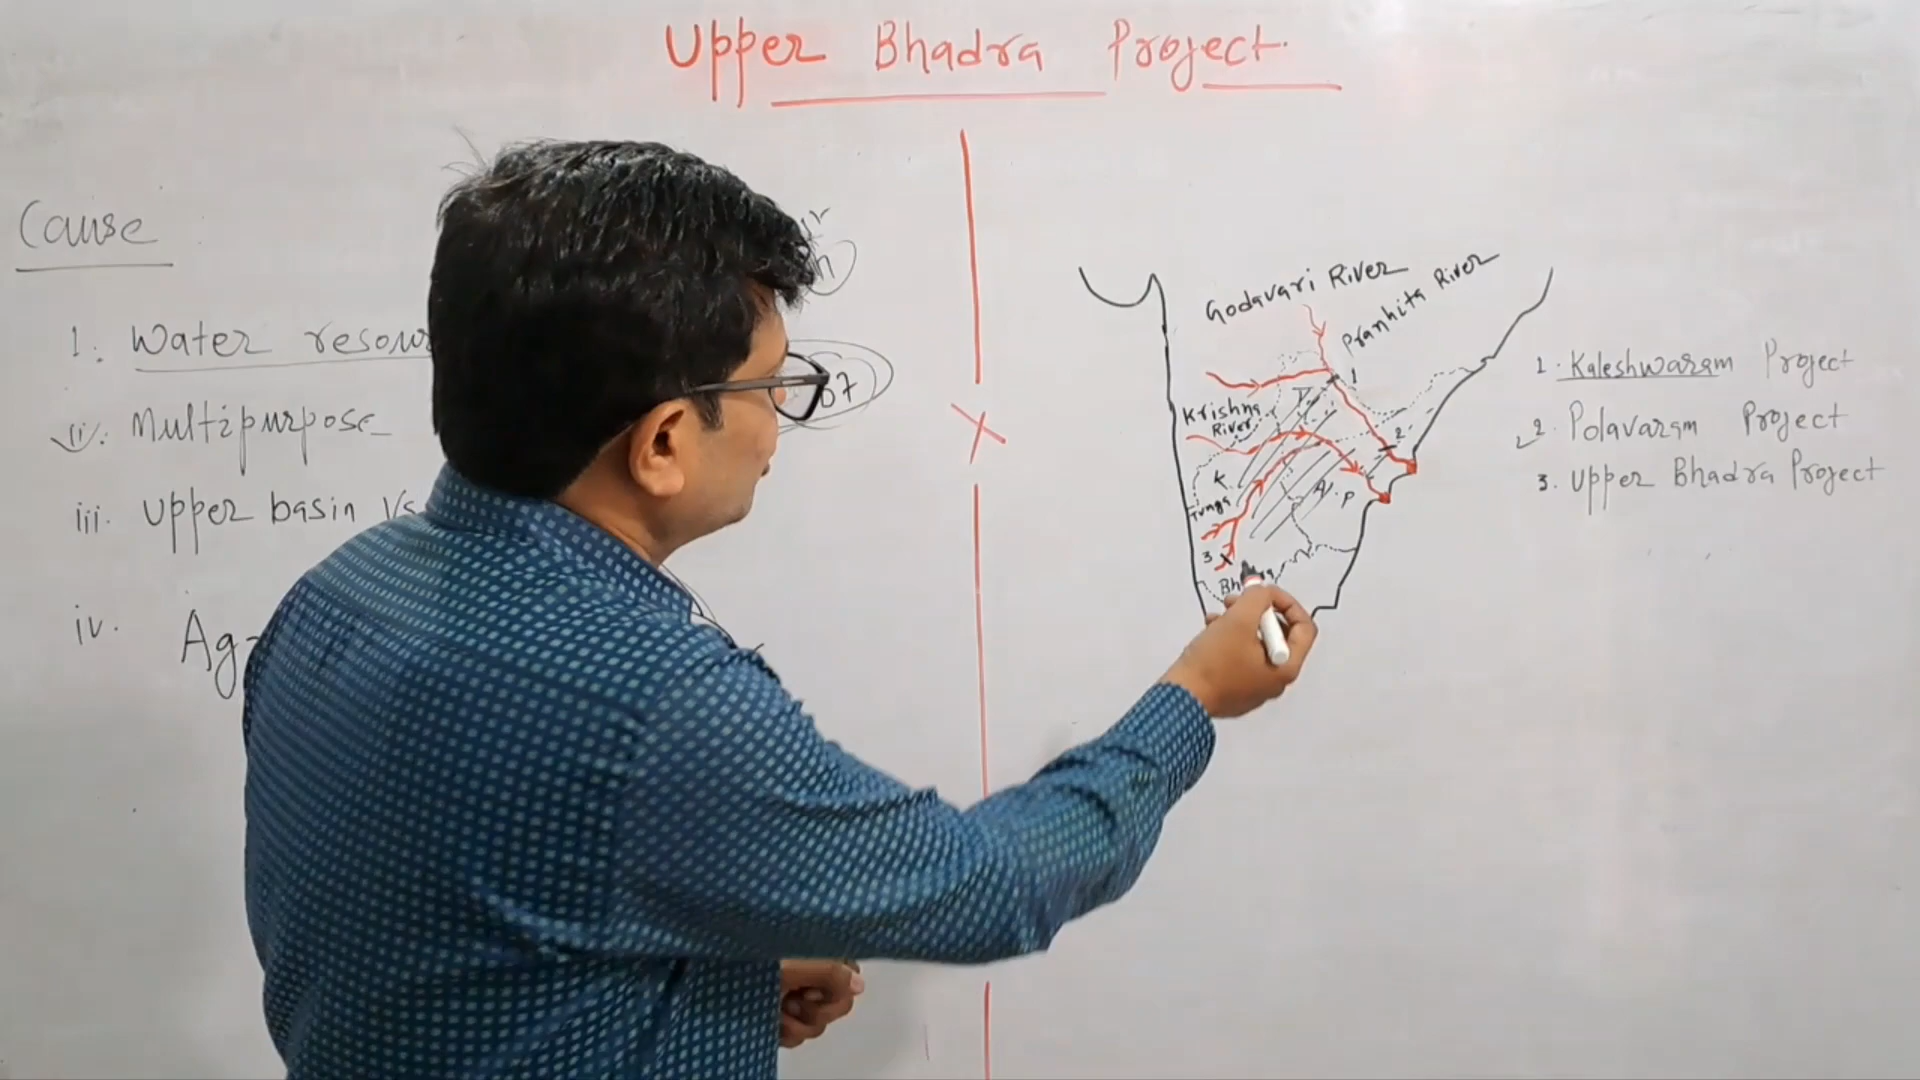 Upper Bhadra Project.
Cause
1. Water resour
ii. Multipurpose
iii. Upper basin Vs
iv. Ag
67
Godavari River
Pranhita River
1
Krishna
River
T
2
K
A.P
Tunga
3
1. Kaleshwaram Project
2. Polavaram Project
3. Upper Bhadra Project